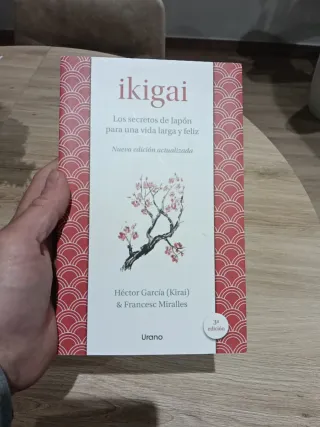 ikigai
Los secretos de Japón
para una vida larga y feliz
Nueva edición actualizada
Héctor García (Kirai)
& Francesc Miralles
3ª
edición
Urano